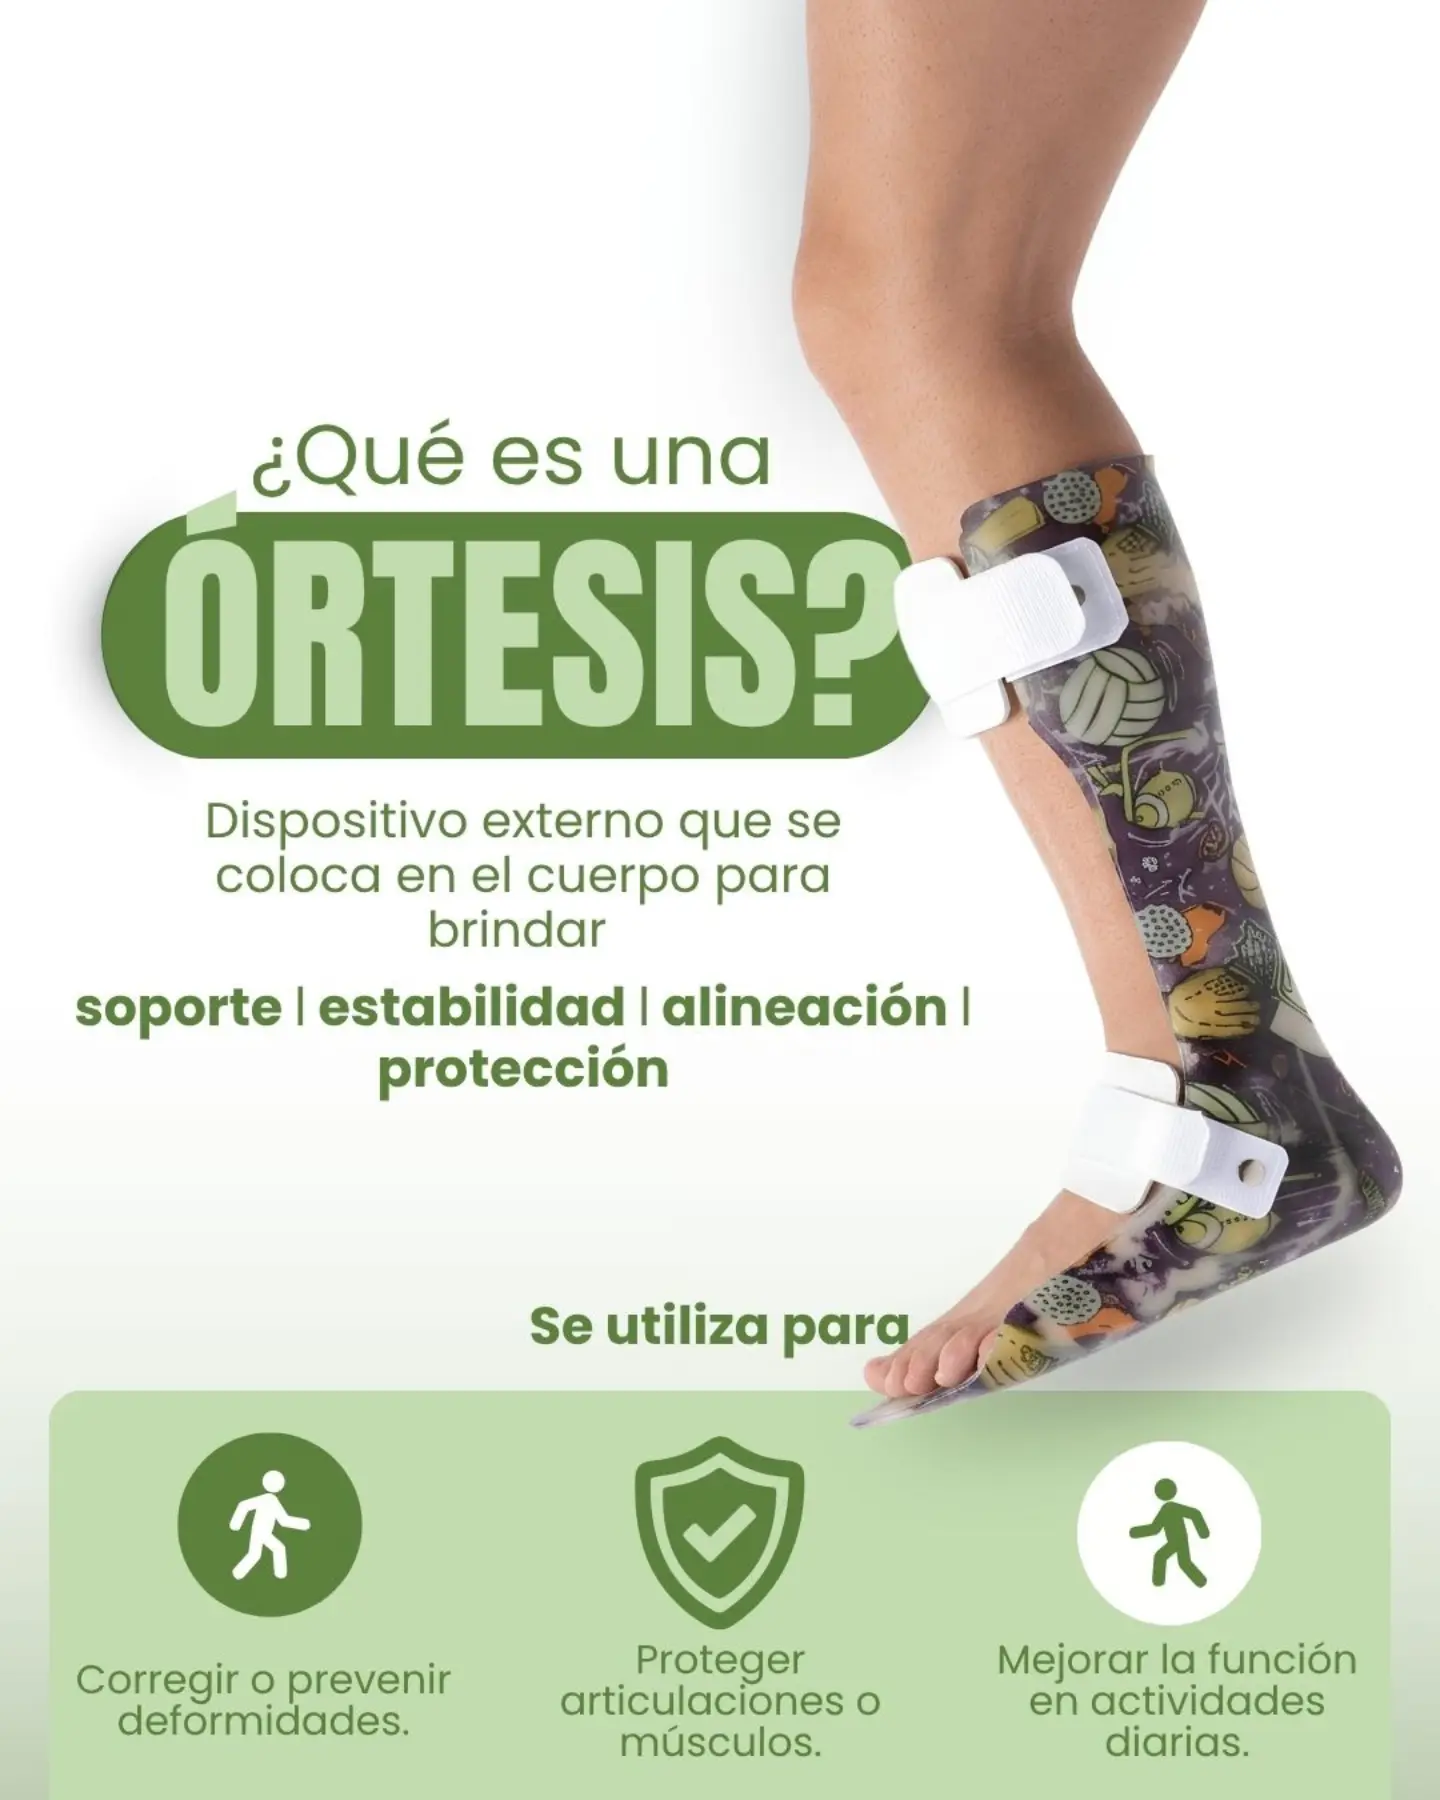 ¿Qué es una
ÓRTESIS?
Dispositivo externo que se
coloca en el cuerpo para
brindar
soporte | estabilidad | alineación |
protección
Se utiliza para
Corregir o prevenir
deformidades.
Proteger
articulaciones o
músculos.
Mejorar la función
en actividades
diarias.